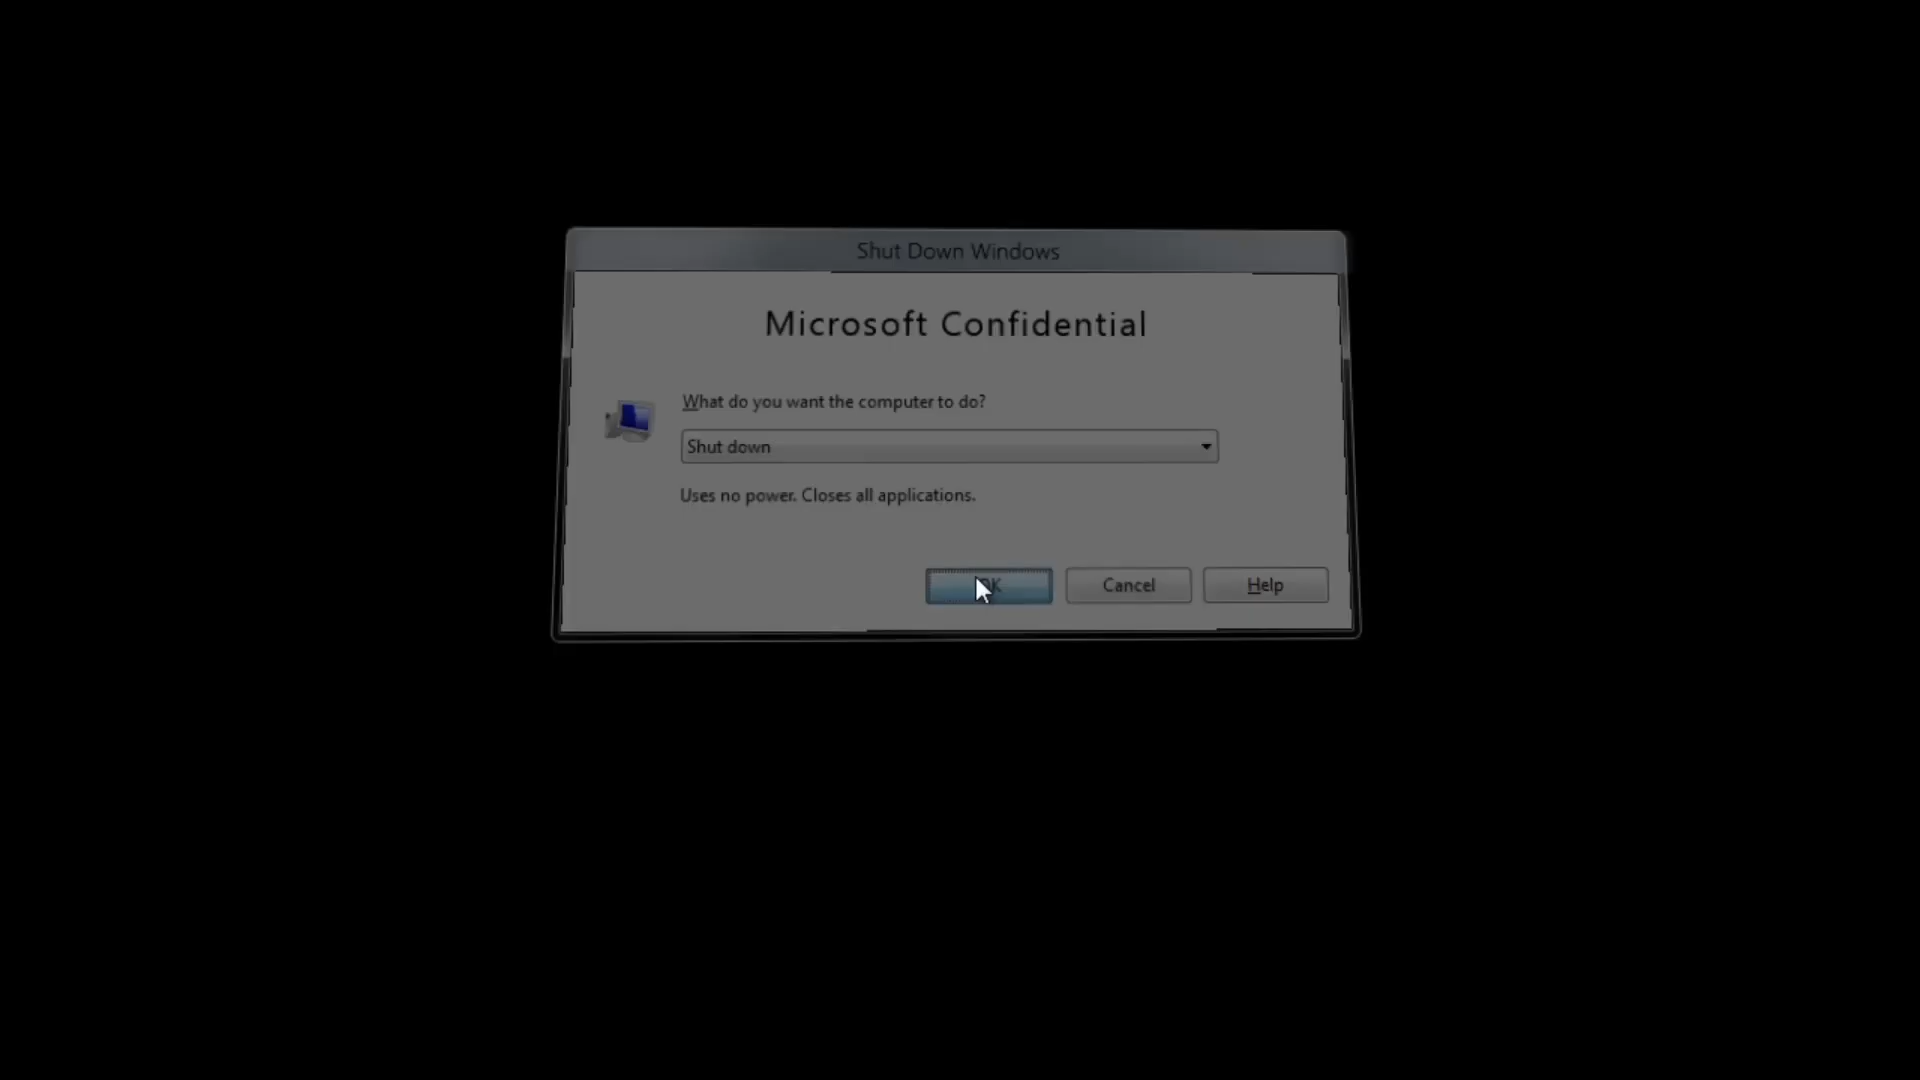 Shut Down Windows
Microsoft Confidential
What do you want the computer to do?
Shut down
Uses no power. Closes all applications.
OK Cancel Help